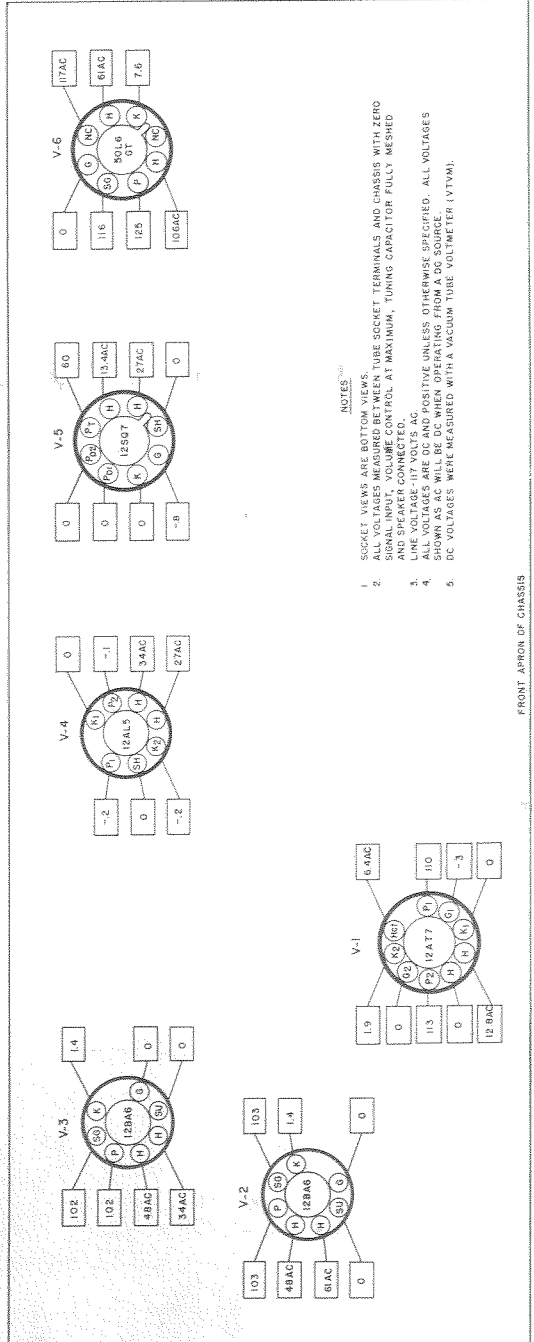 V-6
117AC
61AC
7.6
0
116
125
106AC
G
NC
H
K
NC
H
P
SG
50L6
GT
V-5
60
13.4AC
27AC
0
0
0
0
-.8
PD2
PT
H
H
SH
G
K
PD1
12SQ7
V-4
0
-.1
34AC
27AC
-.2
0
-.2
P1
K1
P2
H
H
K2
SH
12AL5
V-1
6.4AC
110
-3
0
1.9
0
113
0
12.8AC
K2
Hct
P1
G1
K1
H
H
P2
G2
12AT7
V-3
1.4
0
0
102
102
48AC
34AC
SG
K
G
SU
H
H
P
12BA6
V-2
103
1.4
0
103
48AC
61AC
0
P
SG
K
G
SU
H
H
12BA6
NOTES
1 SOCKET VIEWS ARE BOTTOM VIEWS.
2. ALL VOLTAGES MEASURED BETWEEN TUBE SOCKET TERMINALS AND CHASSIS WITH ZERO
SIGNAL INPUT, VOLUME CONTROL AT MAXIMUM, TUNING CAPACITOR FULLY MESHED
AND SPEAKER CONNECTED.
3. LINE VOLTAGE-117 VOLTS AC.
4. ALL VOLTAGES ARE DC AND POSITIVE UNLESS OTHERWISE SPECIFIED. ALL VOLTAGES
SHOWN AS AC WILL BE DC WHEN OPERATING FROM A DC SOURCE.
5. DC VOLTAGES WERE MEASURED WITH A VACUUM TUBE VOLTMETER (VTVM).
FRONT APRON OF CHASSIS